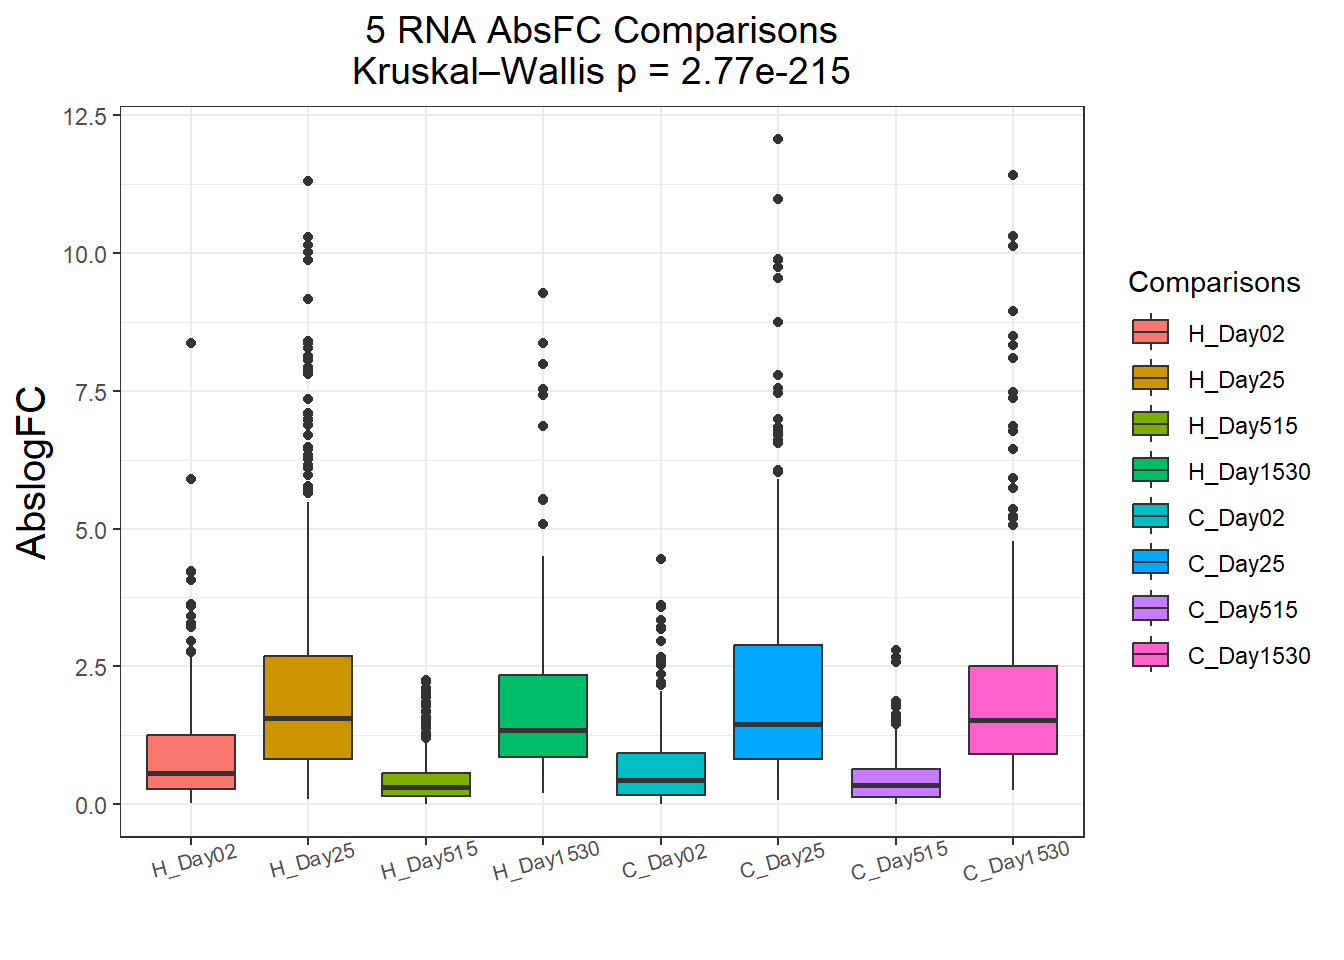 5 RNA AbsFC Comparisons
Kruskal–Wallis p = 2.77e-215
AbslogFC
12.5
10.0
7.5
5.0
2.5
0.0
H_Day02
H_Day25
H_Day515
H_Day1530
C_Day02
C_Day25
C_Day515
C_Day1530
Comparisons
H_Day02
H_Day25
H_Day515
H_Day1530
C_Day02
C_Day25
C_Day515
C_Day1530